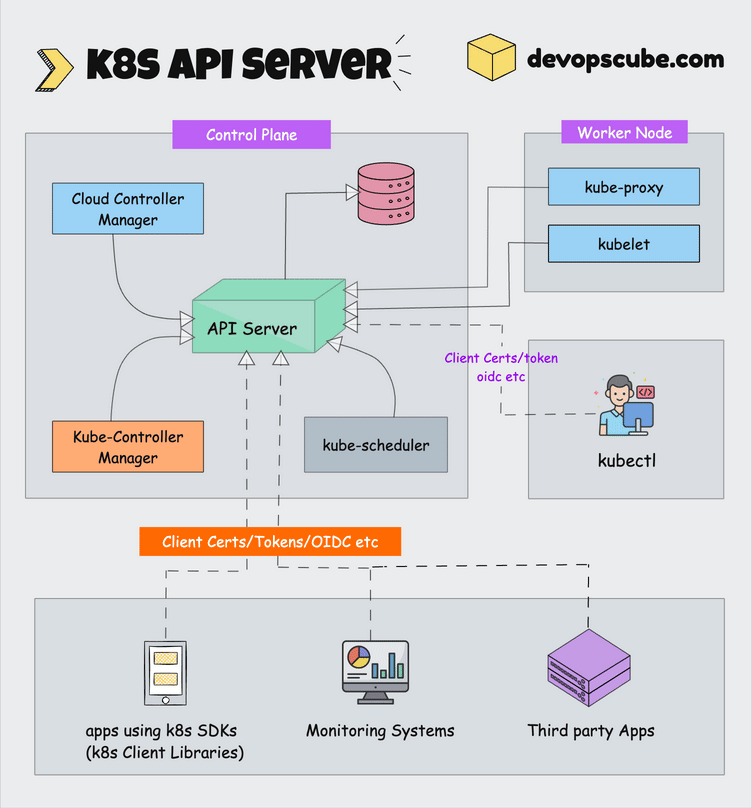 K8S API SERVER
devopscube.com
Control Plane
Worker Node
Cloud Controller
Manager
kube-proxy
kubelet
API Server
Client Certs/token
oidc etc
</>
Kube-Controller
Manager
kube-scheduler
kubectl
Client Certs/Tokens/OIDC etc
apps using k8s SDKs
(k8s Client Libraries)
Monitoring Systems
Third party Apps